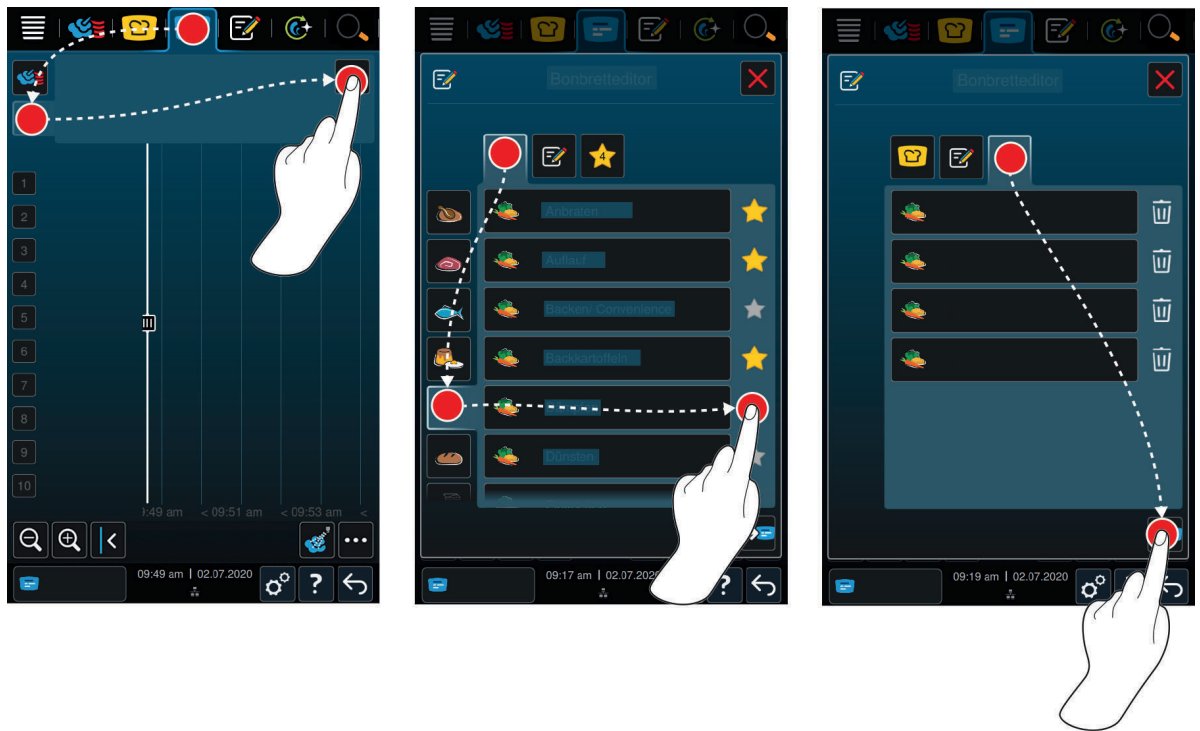 1
2
3
4
5
6
7
8
9
10
9:49 am < 09:51 am < 09:53 am <
09:49 am | 02.07.2020
?
Bonbretteditor
4
Anbraten
Auflauf
Backen/ Convenience
Backkartoffeln
Dünsten
09:17 am | 02.07.2020
?
Bonbretteditor
09:19 am | 02.07.2020